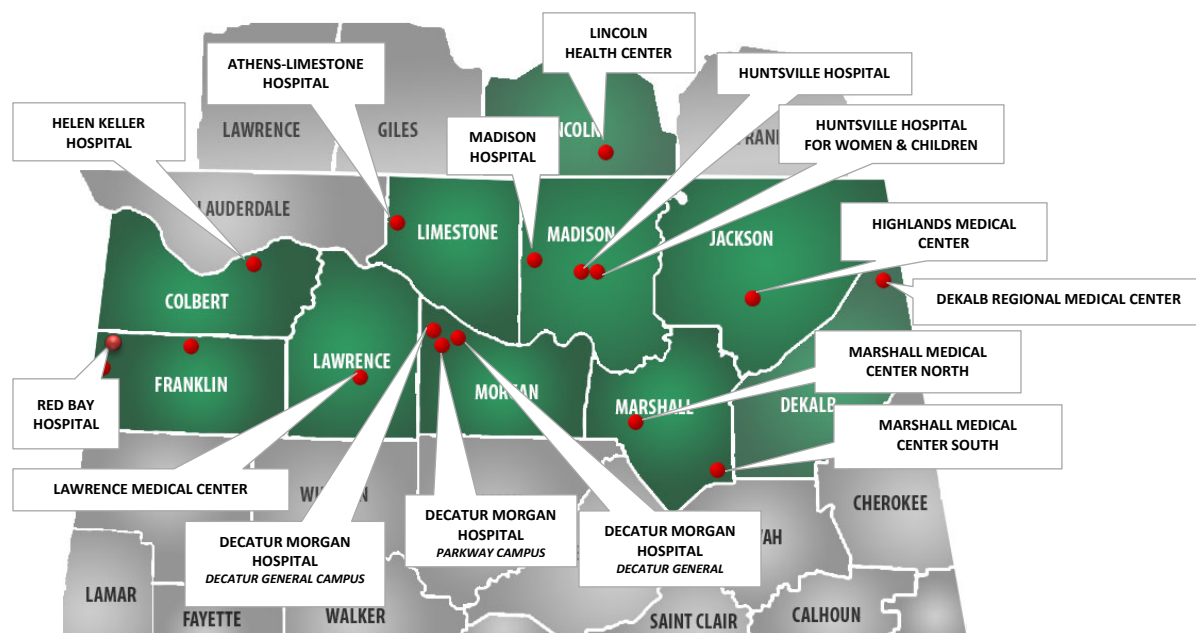 LINCOLN
HEALTH CENTER
ATHENS-LIMESTONE
HOSPITAL
HUNTSVILLE HOSPITAL
HELEN KELLER
HOSPITAL
LAWRENCE
GILES
MADISON
HOSPITAL
NCOLN
HUNTSVILLE HOSPITAL
FOR WOMEN & CHILDREN
RANK
LAUDERDALE
LIMESTONE
MADISON
JACKSON
HIGHLANDS MEDICAL
CENTER
COLBERT
DEKALB REGIONAL MEDICAL CENTER
LAWRENCE
FRANKLIN
MORGAN
MARSHALL
DEKALB
MARSHALL MEDICAL
CENTER NORTH
RED BAY
HOSPITAL
MARSHALL MEDICAL
CENTER SOUTH
LAWRENCE MEDICAL CENTER
CHEROKEE
DECATUR MORGAN
HOSPITAL
DECATUR GENERAL CAMPUS
DECATUR MORGAN
HOSPITAL
PARKWAY CAMPUS
DECATUR MORGAN
HOSPITAL
DECATUR GENERAL
WAH
LAMAR
FAYETTE
WALKER
SAINT CLAIR
CALHOUN